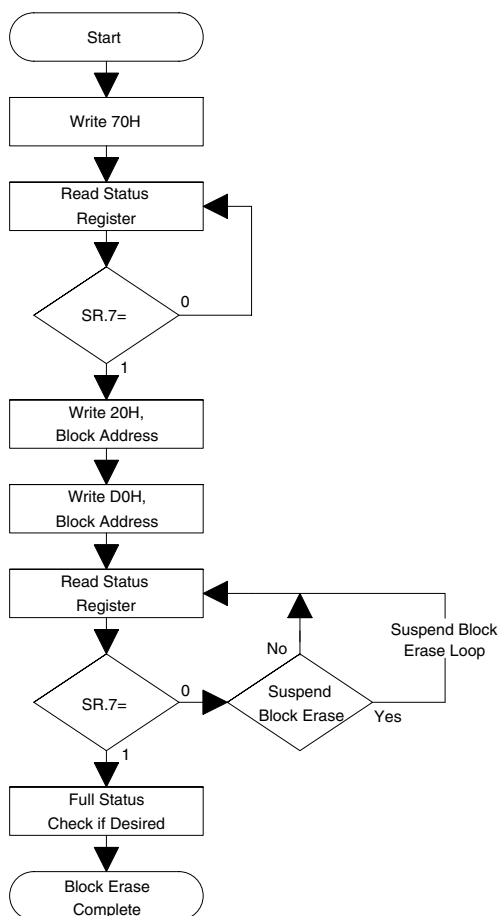 Start
Write 70H
Read Status
Register
SR.7=
0
1
Write 20H,
Block Address
Write D0H,
Block Address
Read Status
Register
Suspend Block
Erase Loop
No
SR.7=
0
Suspend
Block Erase
Yes
1
Full Status
Check if Desired
Block Erase
Complete